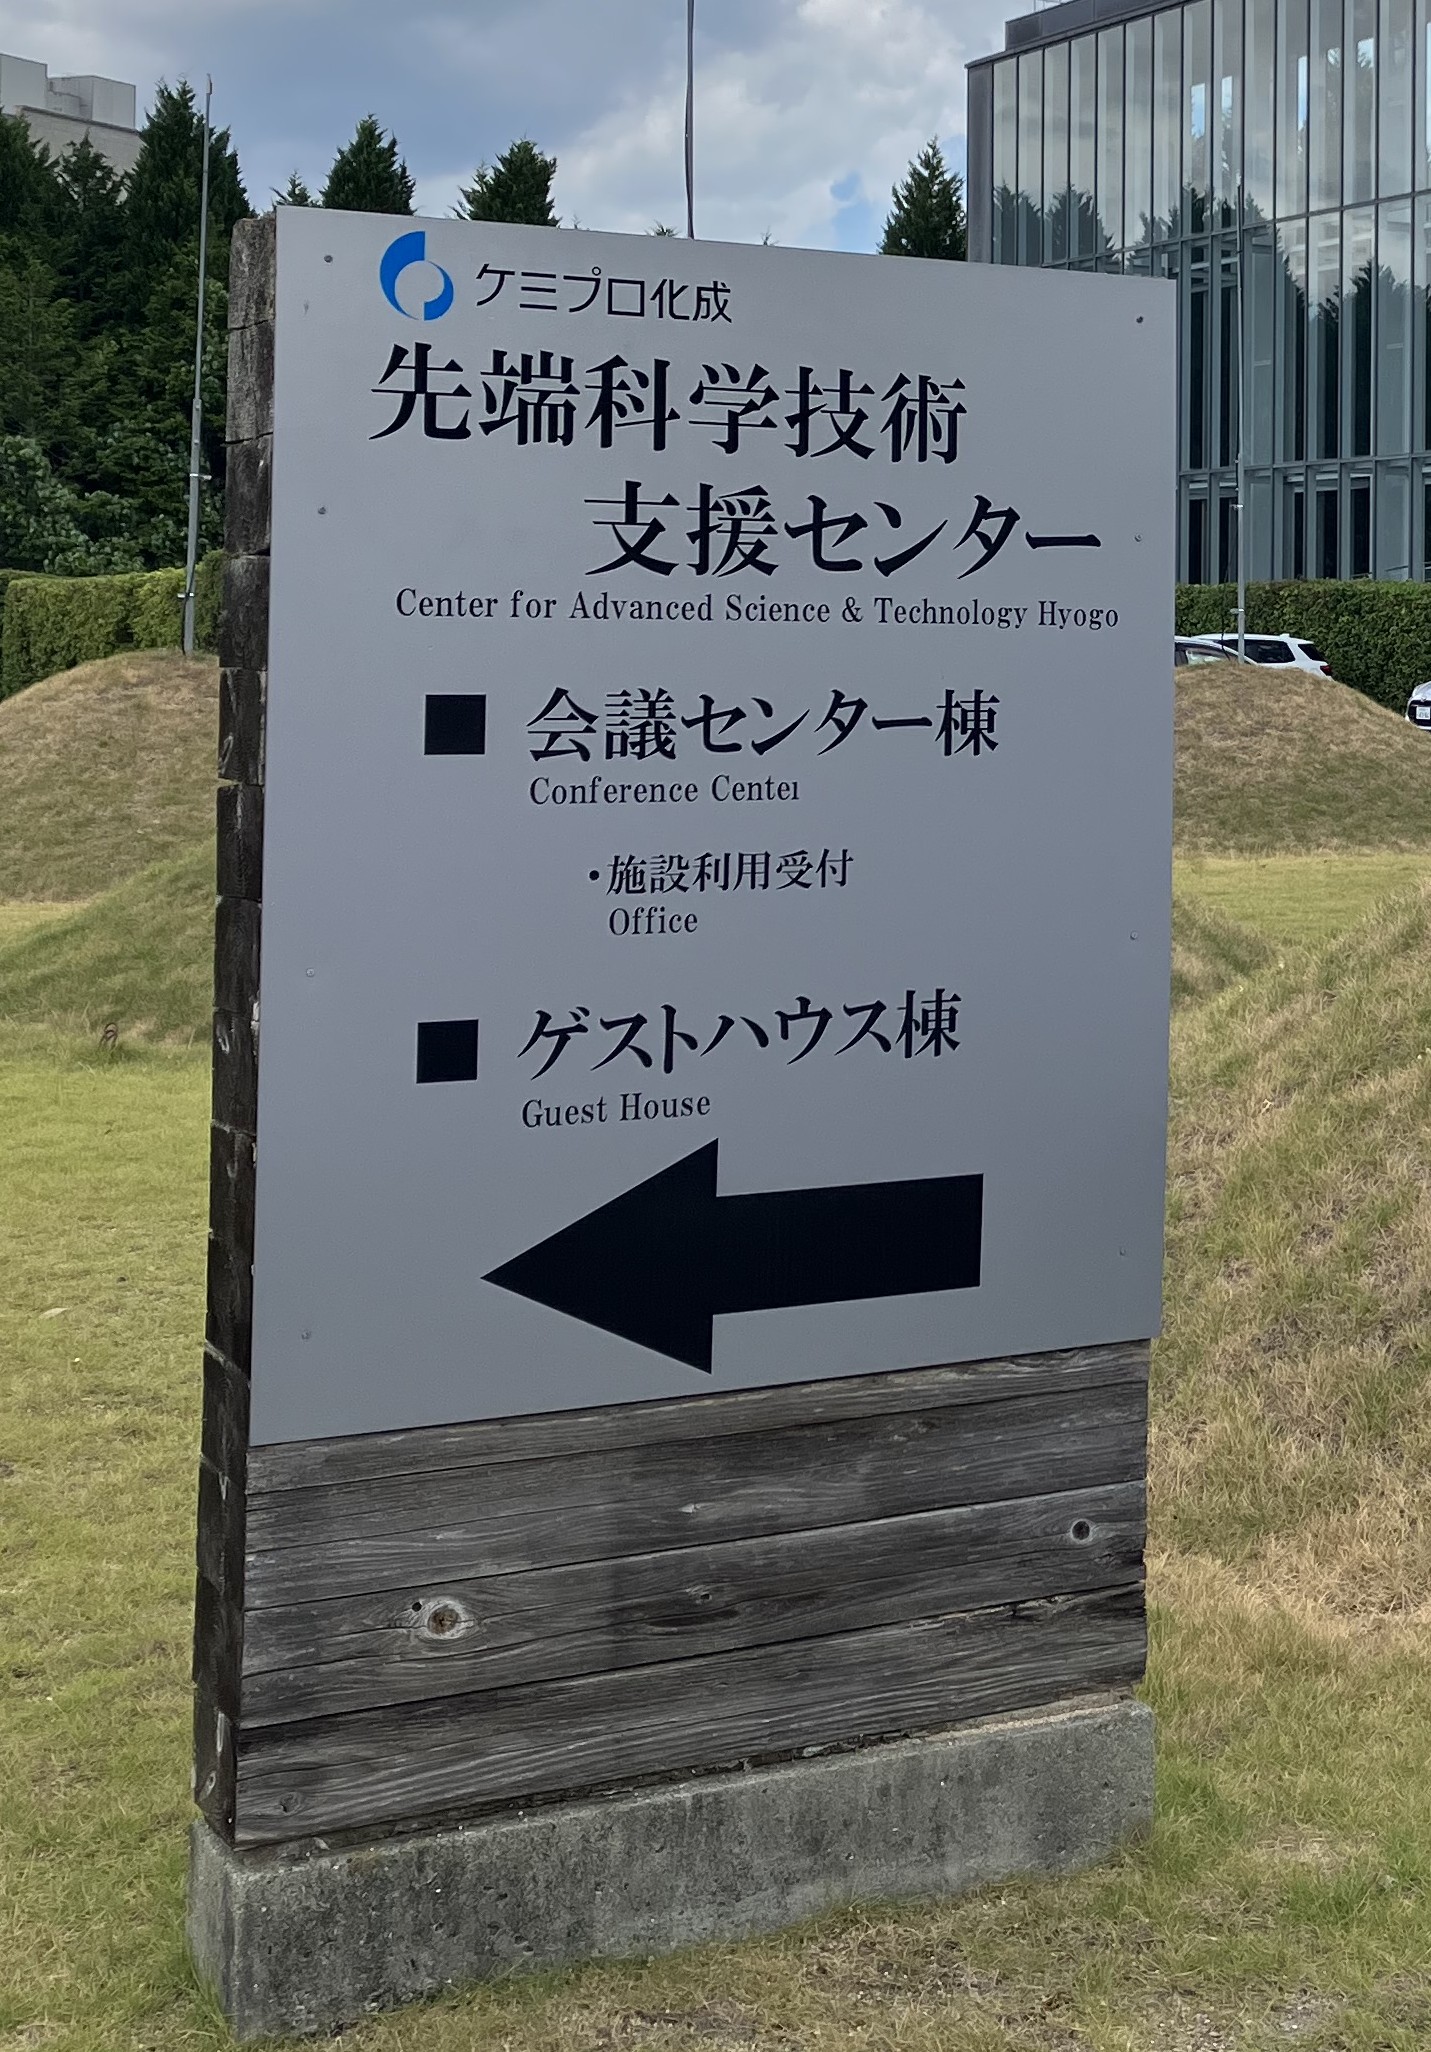 ケミプロ化成
先端科学技術
支援センター
Center for Advanced Science & Technology Hyogo
■ 会議センター棟
Conference Center
・施設利用受付
Office
■ ゲストハウス棟
Guest House